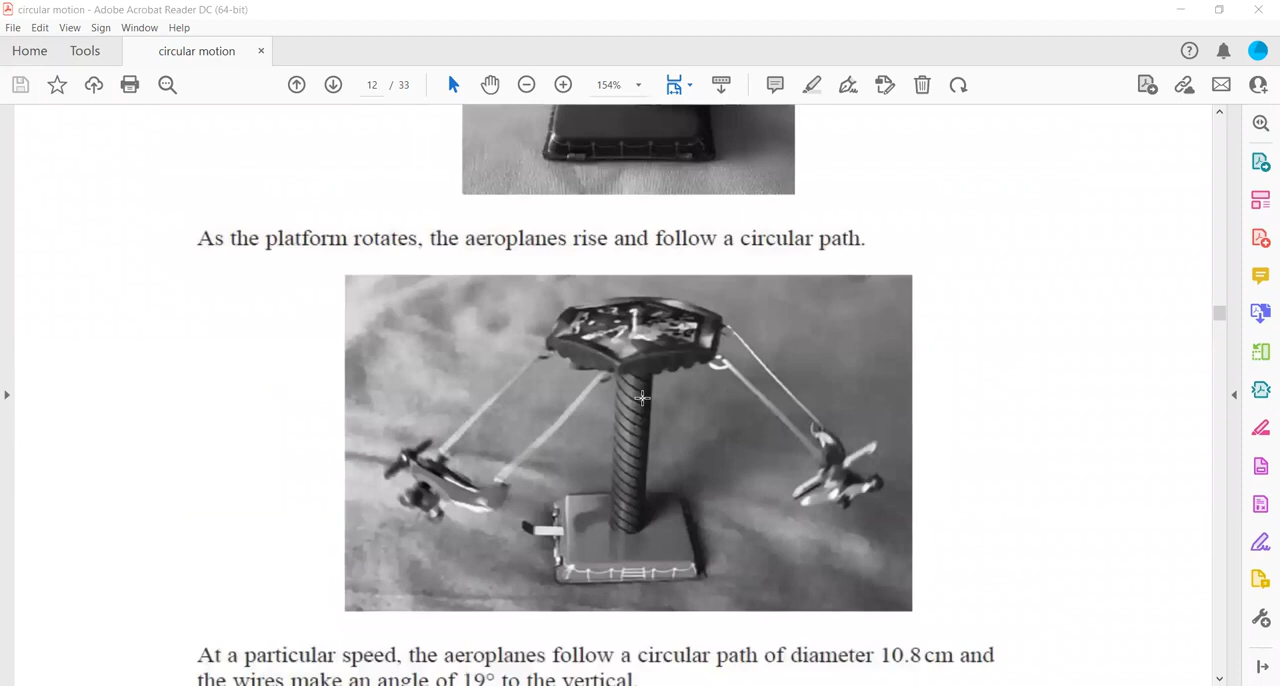 circular motion - Adobe Acrobat Reader DC (64-bit)
File Edit View Sign Window Help
Home Tools circular motion
12 / 33 154%
As the platform rotates, the aeroplanes rise and follow a circular path.
At a particular speed, the aeroplanes follow a circular path of diameter 10.8 cm and
the wires make an angle of 19° to the vertical.